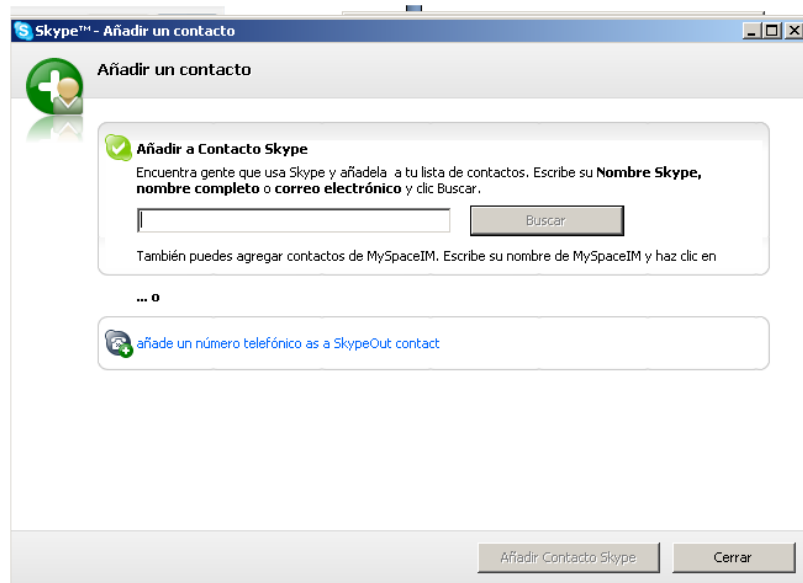 Skype™ - Añadir un contacto
Añadir un contacto
Añadir a Contacto Skype
Encuentra gente que usa Skype y añadela a tu lista de contactos. Escribe su Nombre Skype,
nombre completo o correo electrónico y clic Buscar.
Buscar
También puedes agregar contactos de MySpaceIM. Escribe su nombre de MySpaceIM y haz clic en
... o
añade un número telefónico as a SkypeOut contact
Añadir Contacto Skype
Cerrar